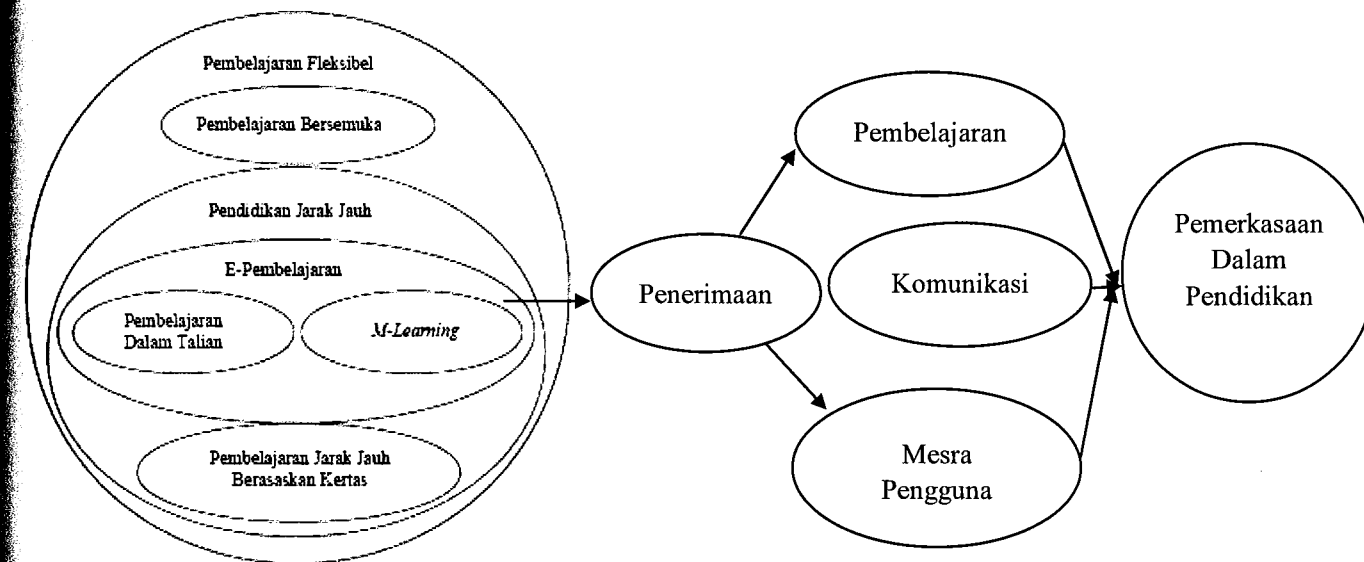 Pembelajaran Fleksibel
Pembelajaran Bersemuka
Pendidikan Jarak Jauh
E-Pembelajaran
Pembelajaran
Dalam Talian
M-Learning
Pembelajaran Jarak Jauh
Berasaskan Kertas
Penerimaan
Pembelajaran
Komunikasi
Mesra
Pengguna
Pemerkasaan
Dalam
Pendidikan